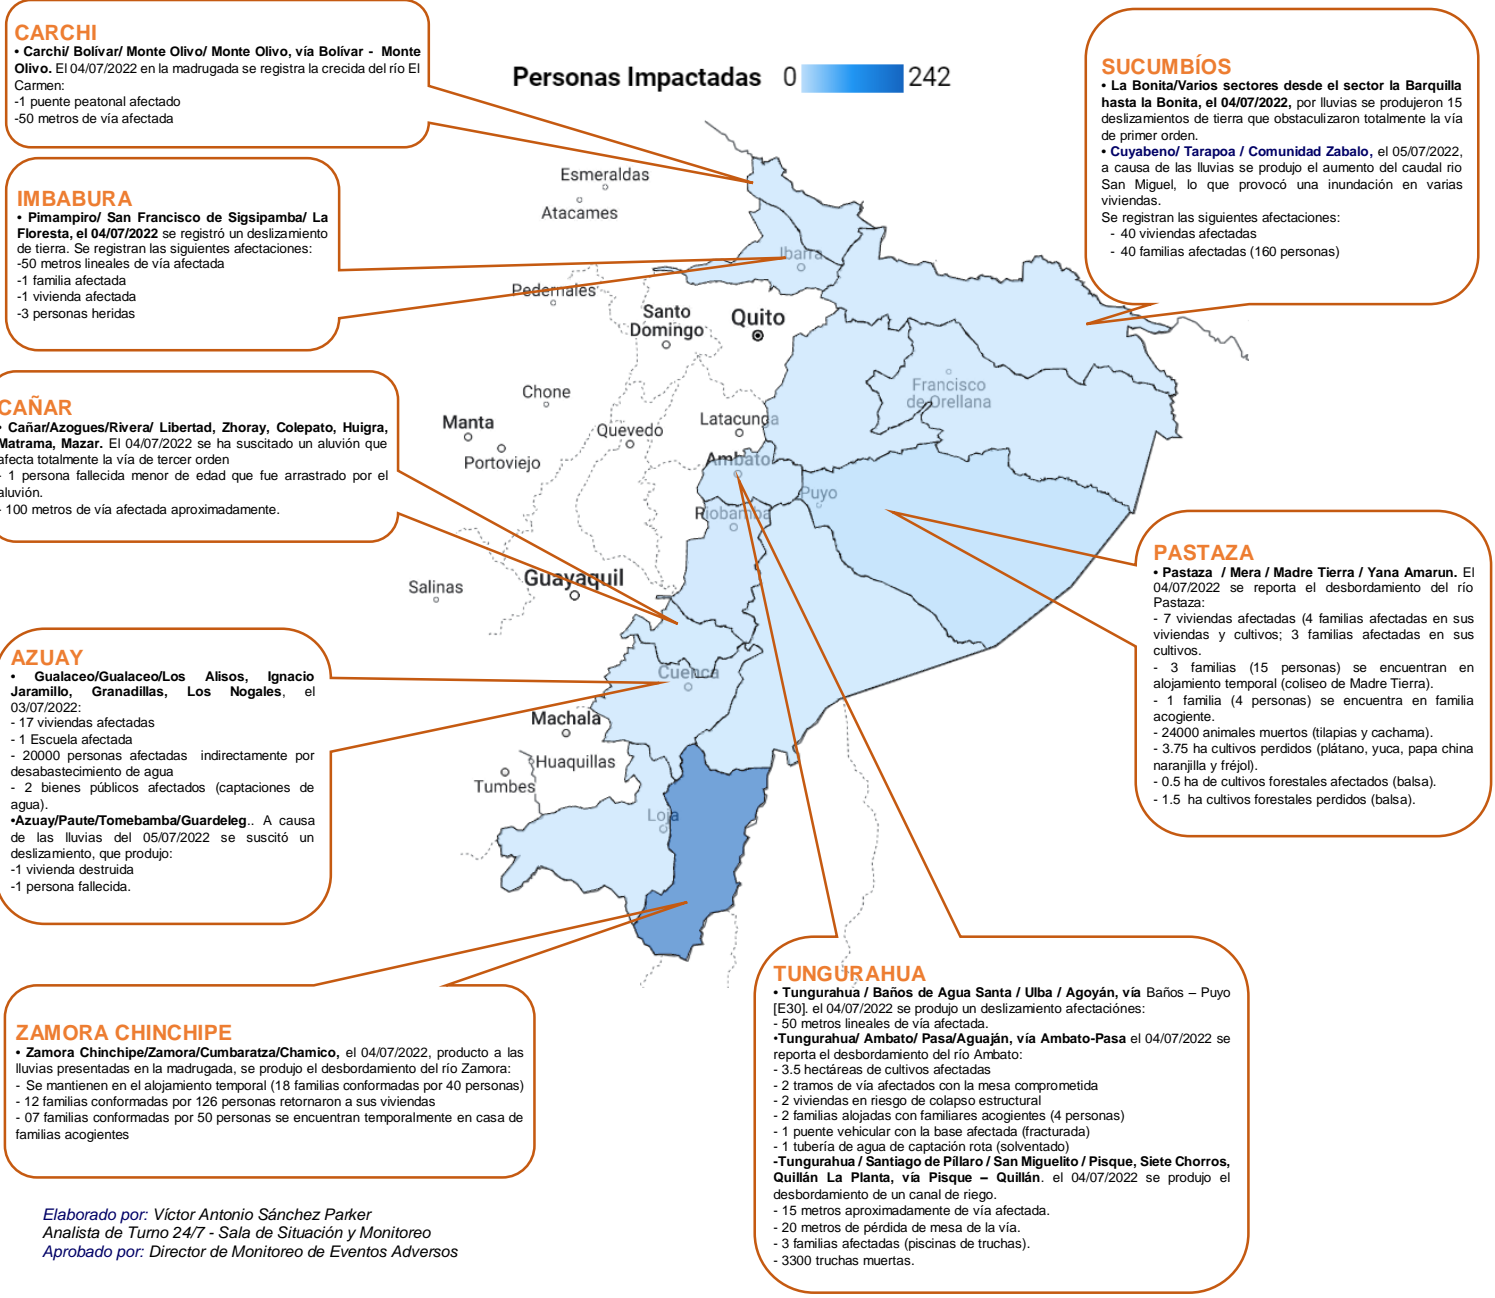 CARCHI
• Carchi/ Bolívar/ Monte Olivo/ Monte Olivo, vía Bolívar - Monte
Olivo. El 04/07/2022 en la madrugada se registra la crecida del río El
Carmen:
-1 puente peatonal afectado
-50 metros de vía afectada
Personas Impactadas 0 242
SUCUMBÍOS
• La Bonita/Varios sectores desde el sector la Barquilla
hasta la Bonita, el 04/07/2022, por lluvias se produjeron 15
deslizamientos de tierra que obstaculizaron totalmente la vía
de primer orden.
• Cuyabeno/ Tarapoa / Comunidad Zabalo, el 05/07/2022,
a causa de las lluvias se produjo el aumento del caudal rio
San Miguel, lo que provocó una inundación en varias
viviendas.
Se registran las siguientes afectaciones:
- 40 viviendas afectadas
- 40 familias afectadas (160 personas)
IMBABURA
• Pimampiro/ San Francisco de Sigsipamba/ La
Floresta, el 04/07/2022 se registró un deslizamiento
de tierra. Se registran las siguientes afectaciones:
-50 metros lineales de vía afectada
-1 familia afectada
-1 vivienda afectada
-3 personas heridas
Esmeraldas
Atacames
Ibarra
Pedernales
Santo
Domingo
Quito
Francisco
de Orellana
Chone
Manta
Portoviejo
Quevedo
Latacunga
Ambato
Puyo
Riobamba
Salinas
Guayaquil
Cuenca
Machala
Huaquillas
Tumbes
Loja
CAÑAR
• Cañar/Azogues/Rivera/ Libertad, Zhoray, Colepato, Huigra,
Matrama, Mazar. El 04/07/2022 se ha suscitado un aluvión que
afecta totalmente la vía de tercer orden
- 1 persona fallecida menor de edad que fue arrastrado por el
aluvión.
- 100 metros de vía afectada aproximadamente.
PASTAZA
• Pastaza / Mera / Madre Tierra / Yana Amarun. El
04/07/2022 se reporta el desbordamiento del río
Pastaza:
- 7 viviendas afectadas (4 familias afectadas en sus
viviendas y cultivos; 3 familias afectadas en sus
cultivos.
- 3 familias (15 personas) se encuentran en
alojamiento temporal (coliseo de Madre Tierra).
- 1 familia (4 personas) se encuentra en familia
acogiente.
- 24000 animales muertos (tilapias y cachama).
- 3.75 ha cultivos perdidos (plátano, yuca, papa china
naranjilla y fréjol).
- 0.5 ha de cultivos forestales afectados (balsa).
- 1.5 ha cultivos forestales perdidos (balsa).
AZUAY
• Gualaceo/Gualaceo/Los Alisos, Ignacio
Jaramillo, Granadillas, Los Nogales, el
03/07/2022:
- 17 viviendas afectadas
- 1 Escuela afectada
- 20000 personas afectadas indirectamente por
desabastecimiento de agua
- 2 bienes públicos afectados (captaciones de
agua).
•Azuay/Paute/Tomebamba/Guardeleg.. A causa
de las lluvias del 05/07/2022 se suscitó un
deslizamiento, que produjo:
-1 vivienda destruida
-1 persona fallecida.
ZAMORA CHINCHIPE
• Zamora Chinchipe/Zamora/Cumbaratza/Chamico, el 04/07/2022, producto a las
lluvias presentadas en la madrugada, se produjo el desbordamiento del río Zamora:
- Se mantienen en el alojamiento temporal (18 familias conformadas por 40 personas)
- 12 familias conformadas por 126 personas retornaron a sus viviendas
- 07 familias conformadas por 50 personas se encuentran temporalmente en casa de
familias acogientes
TUNGURAHUA
• Tungurahua / Baños de Agua Santa / Ulba / Agoyán, vía Baños – Puyo
[E30]. el 04/07/2022 se produjo un deslizamiento afectaciónes:
- 50 metros lineales de vía afectada.
•Tungurahua/ Ambato/ Pasa/Aguaján, vía Ambato-Pasa el 04/07/2022 se
reporta el desbordamiento del río Ambato:
- 3.5 hectáreas de cultivos afectadas
- 2 tramos de vía afectados con la mesa comprometida
- 2 viviendas en riesgo de colapso estructural
- 2 familias alojadas con familiares acogientes (4 personas)
- 1 puente vehicular con la base afectada (fracturada)
- 1 tubería de agua de captación rota (solventado)
-Tungurahua / Santiago de Píllaro / San Miguelito / Pisque, Siete Chorros,
Quillán La Planta, vía Pisque – Quillán. el 04/07/2022 se produjo el
desbordamiento de un canal de riego.
- 15 metros aproximadamente de vía afectada.
- 20 metros de pérdida de mesa de la vía.
- 3 familias afectadas (piscinas de truchas).
- 3300 truchas muertas.
Elaborado por: Víctor Antonio Sánchez Parker
Analista de Turno 24/7 - Sala de Situación y Monitoreo
Aprobado por: Director de Monitoreo de Eventos Adversos